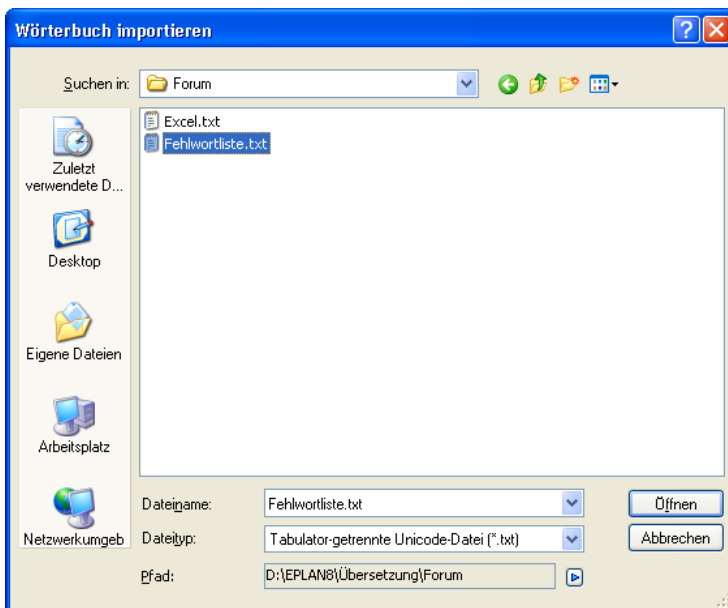 Wörterbuch importieren
Suchen in: Forum
Excel.txt
Fehlwortliste.txt
Zuletzt
verwendete D...
Desktop
Eigene Dateien
Arbeitsplatz
Netzwerkumgeb
Dateiname: Fehlwortliste.txt Öffnen
Dateityp: Tabulator-getrennte Unicode-Datei (*.txt) Abbrechen
Pfad: D:\EPLAN8\Übersetzung\Forum